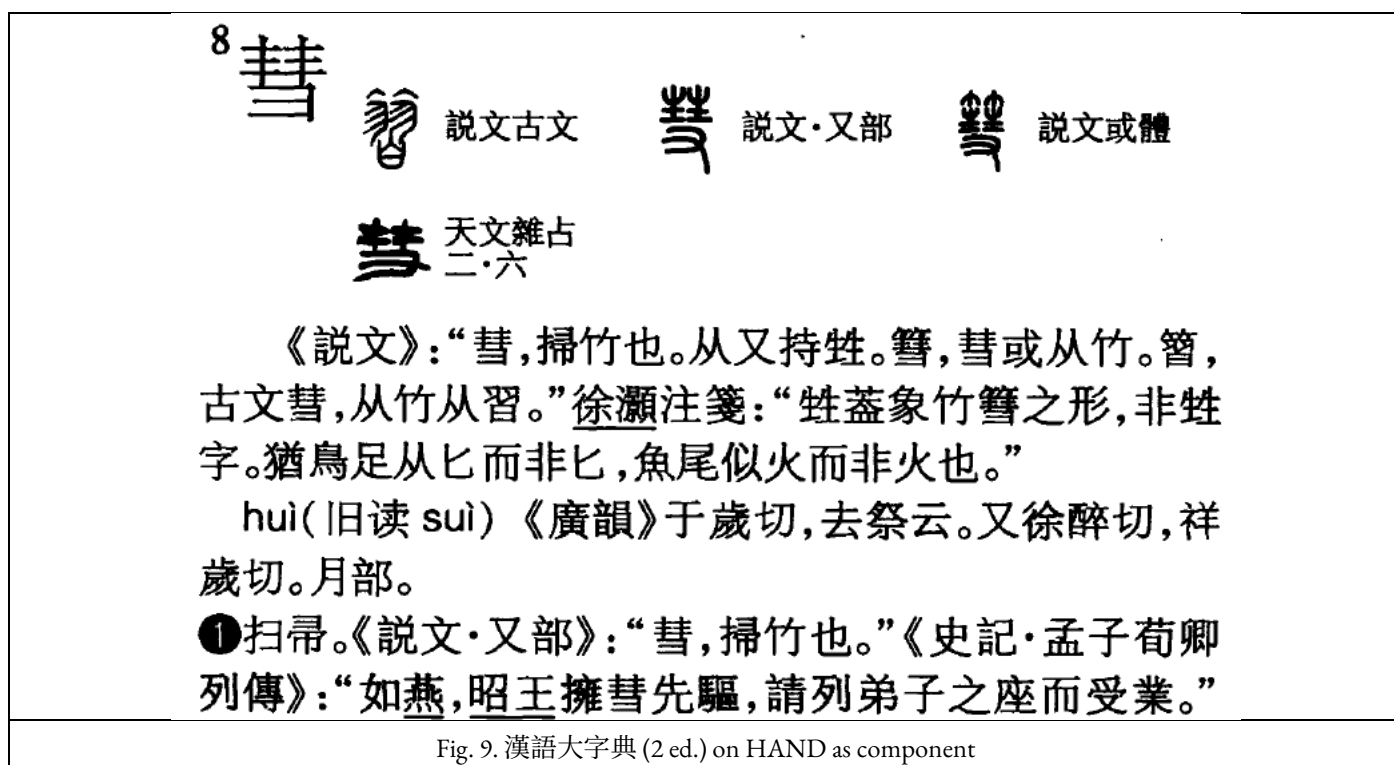 8 彗
説文古文 説文·又部 説文或體
天文雜占
二·六
《説文》:“彗,掃竹也。从又持甡。篲,彗或从竹。𥱵,
古文彗,从竹从習。”徐灝注箋:“甡蓋象竹篲之形,非甡
字。猶鳥足从匕而非匕,魚尾似火而非火也。”
huì(旧读 suì) 《廣韻》于歲切,去祭云。又徐醉切,祥
歲切。月部。
❶扫帚。《説文·又部》:“彗,掃竹也。”《史記·孟子荀卿
列傳》:“如燕,昭王擁彗先驅,請列弟子之座而受業。”
Fig. 9. 漢語大字典 (2 ed.) on HAND as component